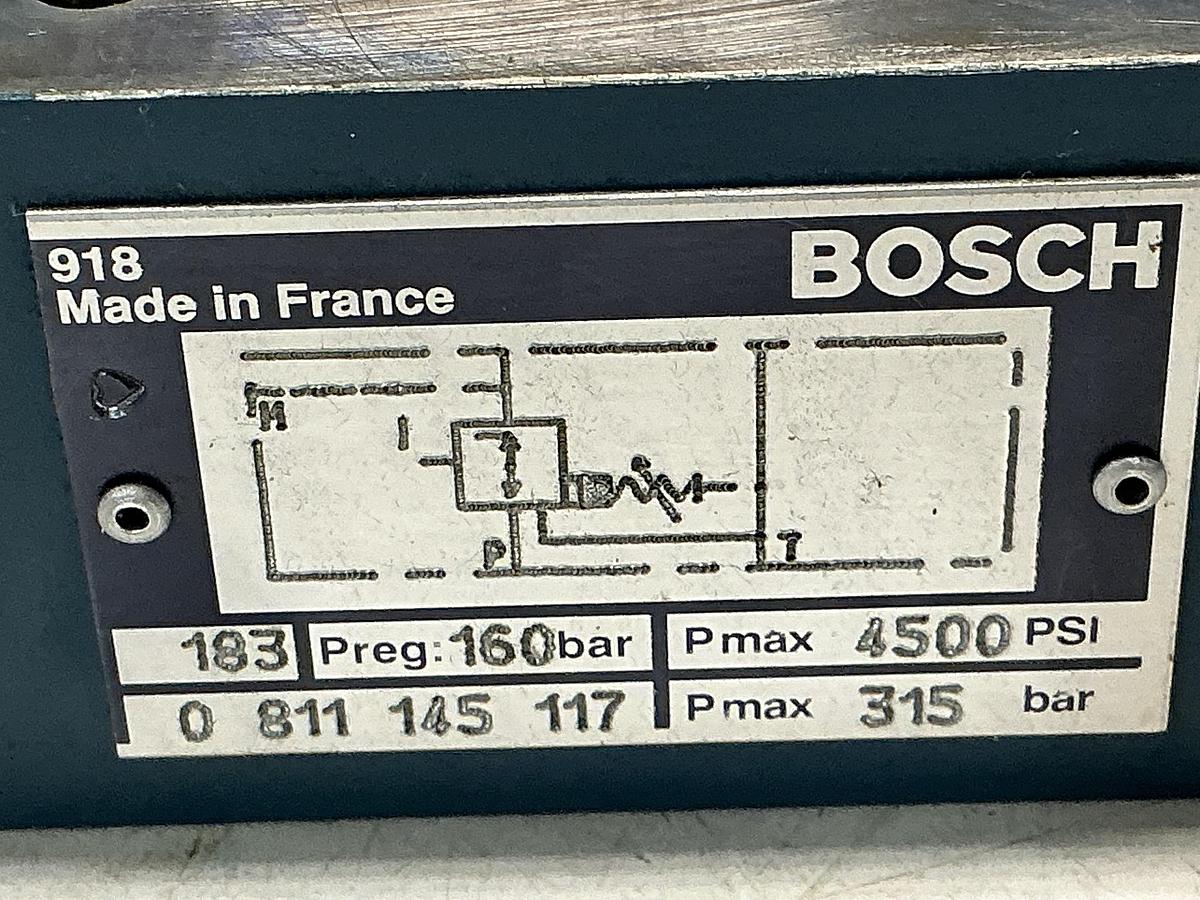 918
BOSCH
Made in France
M
P
T
183
Preg: 160 bar
Pmax 4500 PSI
0 811 145 117
Pmax 315 bar